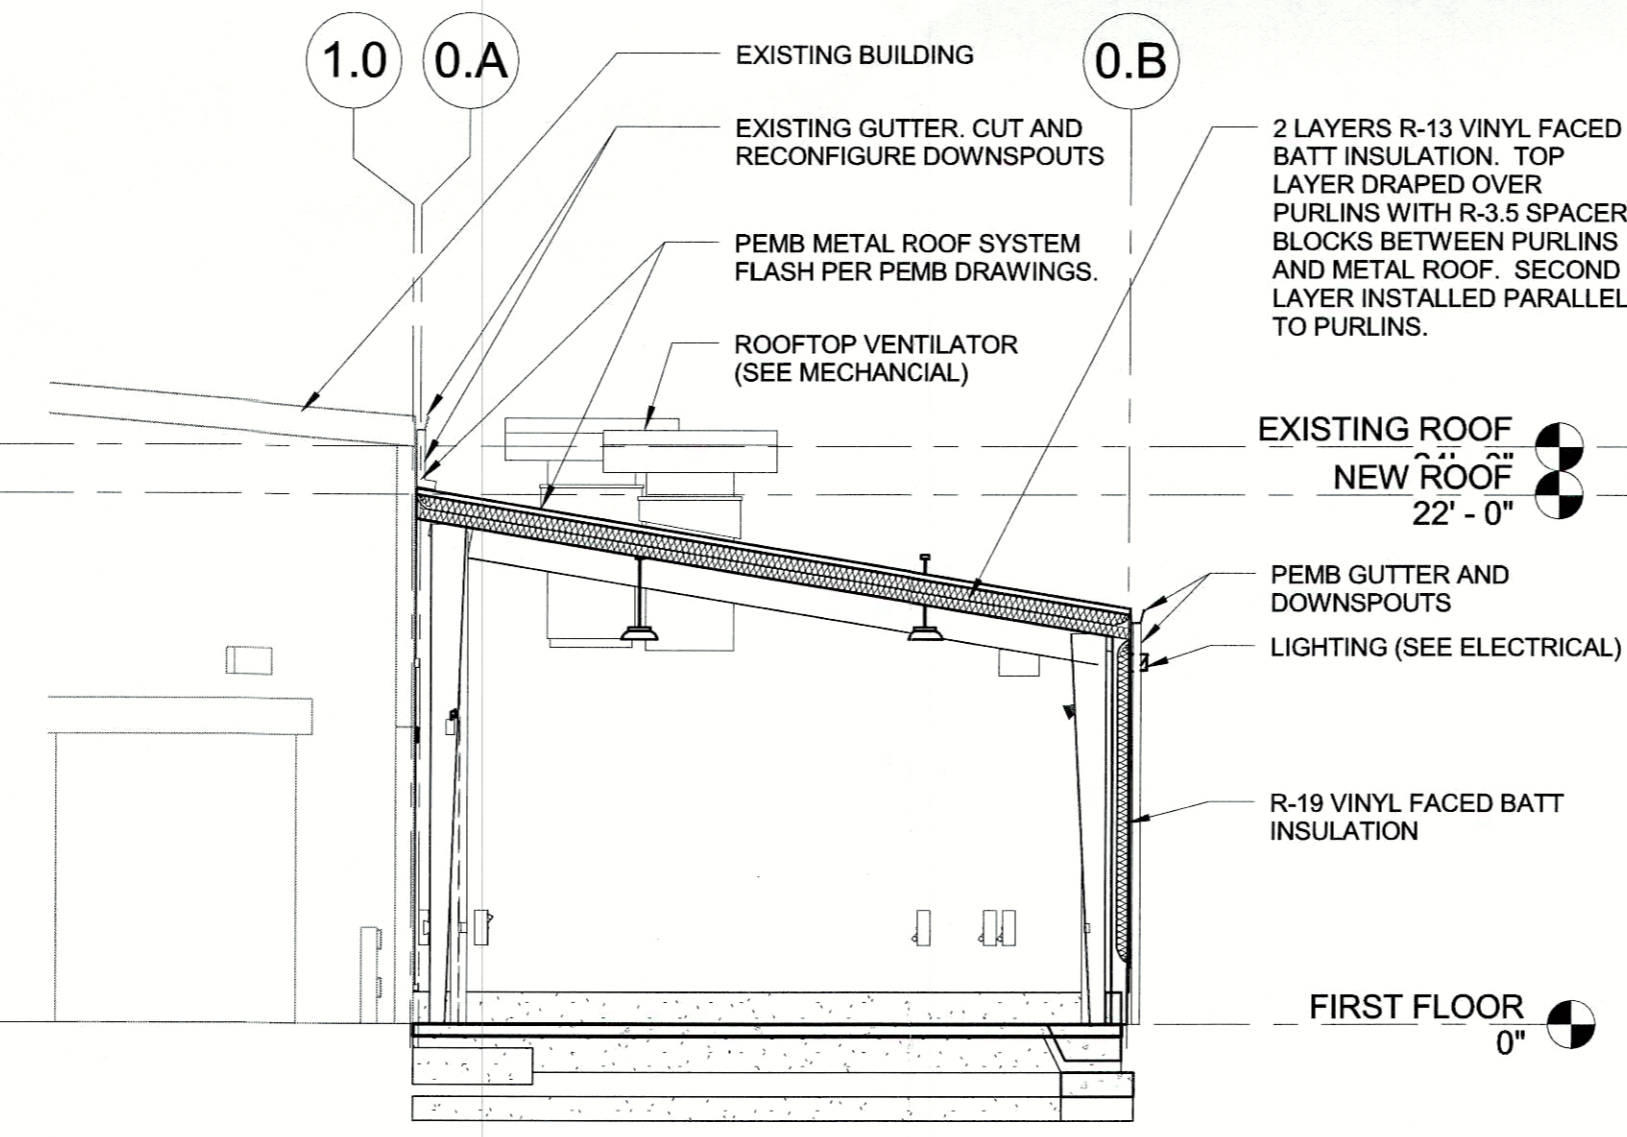 1.0
0.A
0.B
EXISTING BUILDING
EXISTING GUTTER. CUT AND
RECONFIGURE DOWNSPOUTS
PEMB METAL ROOF SYSTEM
FLASH PER PEMB DRAWINGS.
ROOFTOP VENTILATOR
(SEE MECHANCIAL)
2 LAYERS R-13 VINYL FACED
BATT INSULATION. TOP
LAYER DRAPED OVER
PURLINS WITH R-3.5 SPACER
BLOCKS BETWEEN PURLINS
AND METAL ROOF. SECOND
LAYER INSTALLED PARALLEL
TO PURLINS.
EXISTING ROOF
NEW ROOF
22' - 0"
PEMB GUTTER AND
DOWNSPOUTS
LIGHTING (SEE ELECTRICAL)
R-19 VINYL FACED BATT
INSULATION
FIRST FLOOR
0"